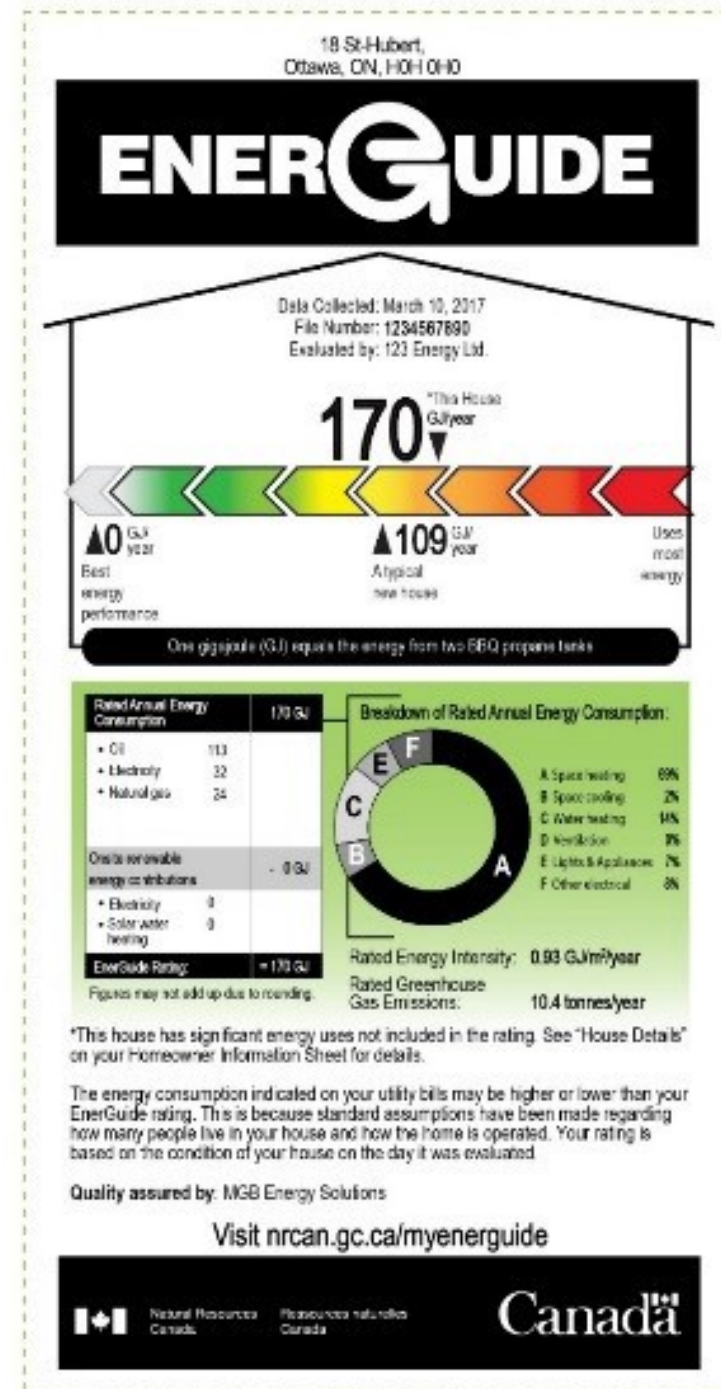 18 St-Hubert,
Ottawa, ON, H0H 0H0
ENERGUIDE
Data Collected: March 10, 2017
File Number: 1234567890
Evaluated by: 123 Energy Ltd.
170 *This House
GJ/year
0 GJ/
year
Best
energy
performance
109 GJ/
year
A typical
new house
Uses
most
energy
One gigajoule (GJ) equals the energy from two BBQ propane tanks
Rated Annual Energy
Consumption
170 GJ
• Oil 113
• Electricity 32
• Natural gas 24
Onsite renewable
energy contributions
- 0 GJ
• Electricity 0
• Solar water
heating
0
EnerGuide Rating: = 170 GJ
Figures may not add up due to rounding.
Breakdown of Rated Annual Energy Consumption:
A
B
C
E
F
A Space heating 69%
B Space cooling 2%
C Water heating 14%
D Ventilation 0%
E Lights & Appliances 7%
F Other electrical 8%
Rated Energy Intensity: 0.93 GJ/m²/year
Rated Greenhouse
Gas Emissions: 10.4 tonnes/year
*This house has significant energy uses not included in the rating. See "House Details"
on your Homeowner Information Sheet for details.
The energy consumption indicated on your utility bills may be higher or lower than your
EnerGuide rating. This is because standard assumptions have been made regarding
how many people live in your house and how the home is operated. Your rating is
based on the condition of your house on the day it was evaluated.
Quality assured by: MGB Energy Solutions
Visit nrcan.gc.ca/myenerguide
Natural Resources
Canada
Ressources naturelles
Canada
Canada